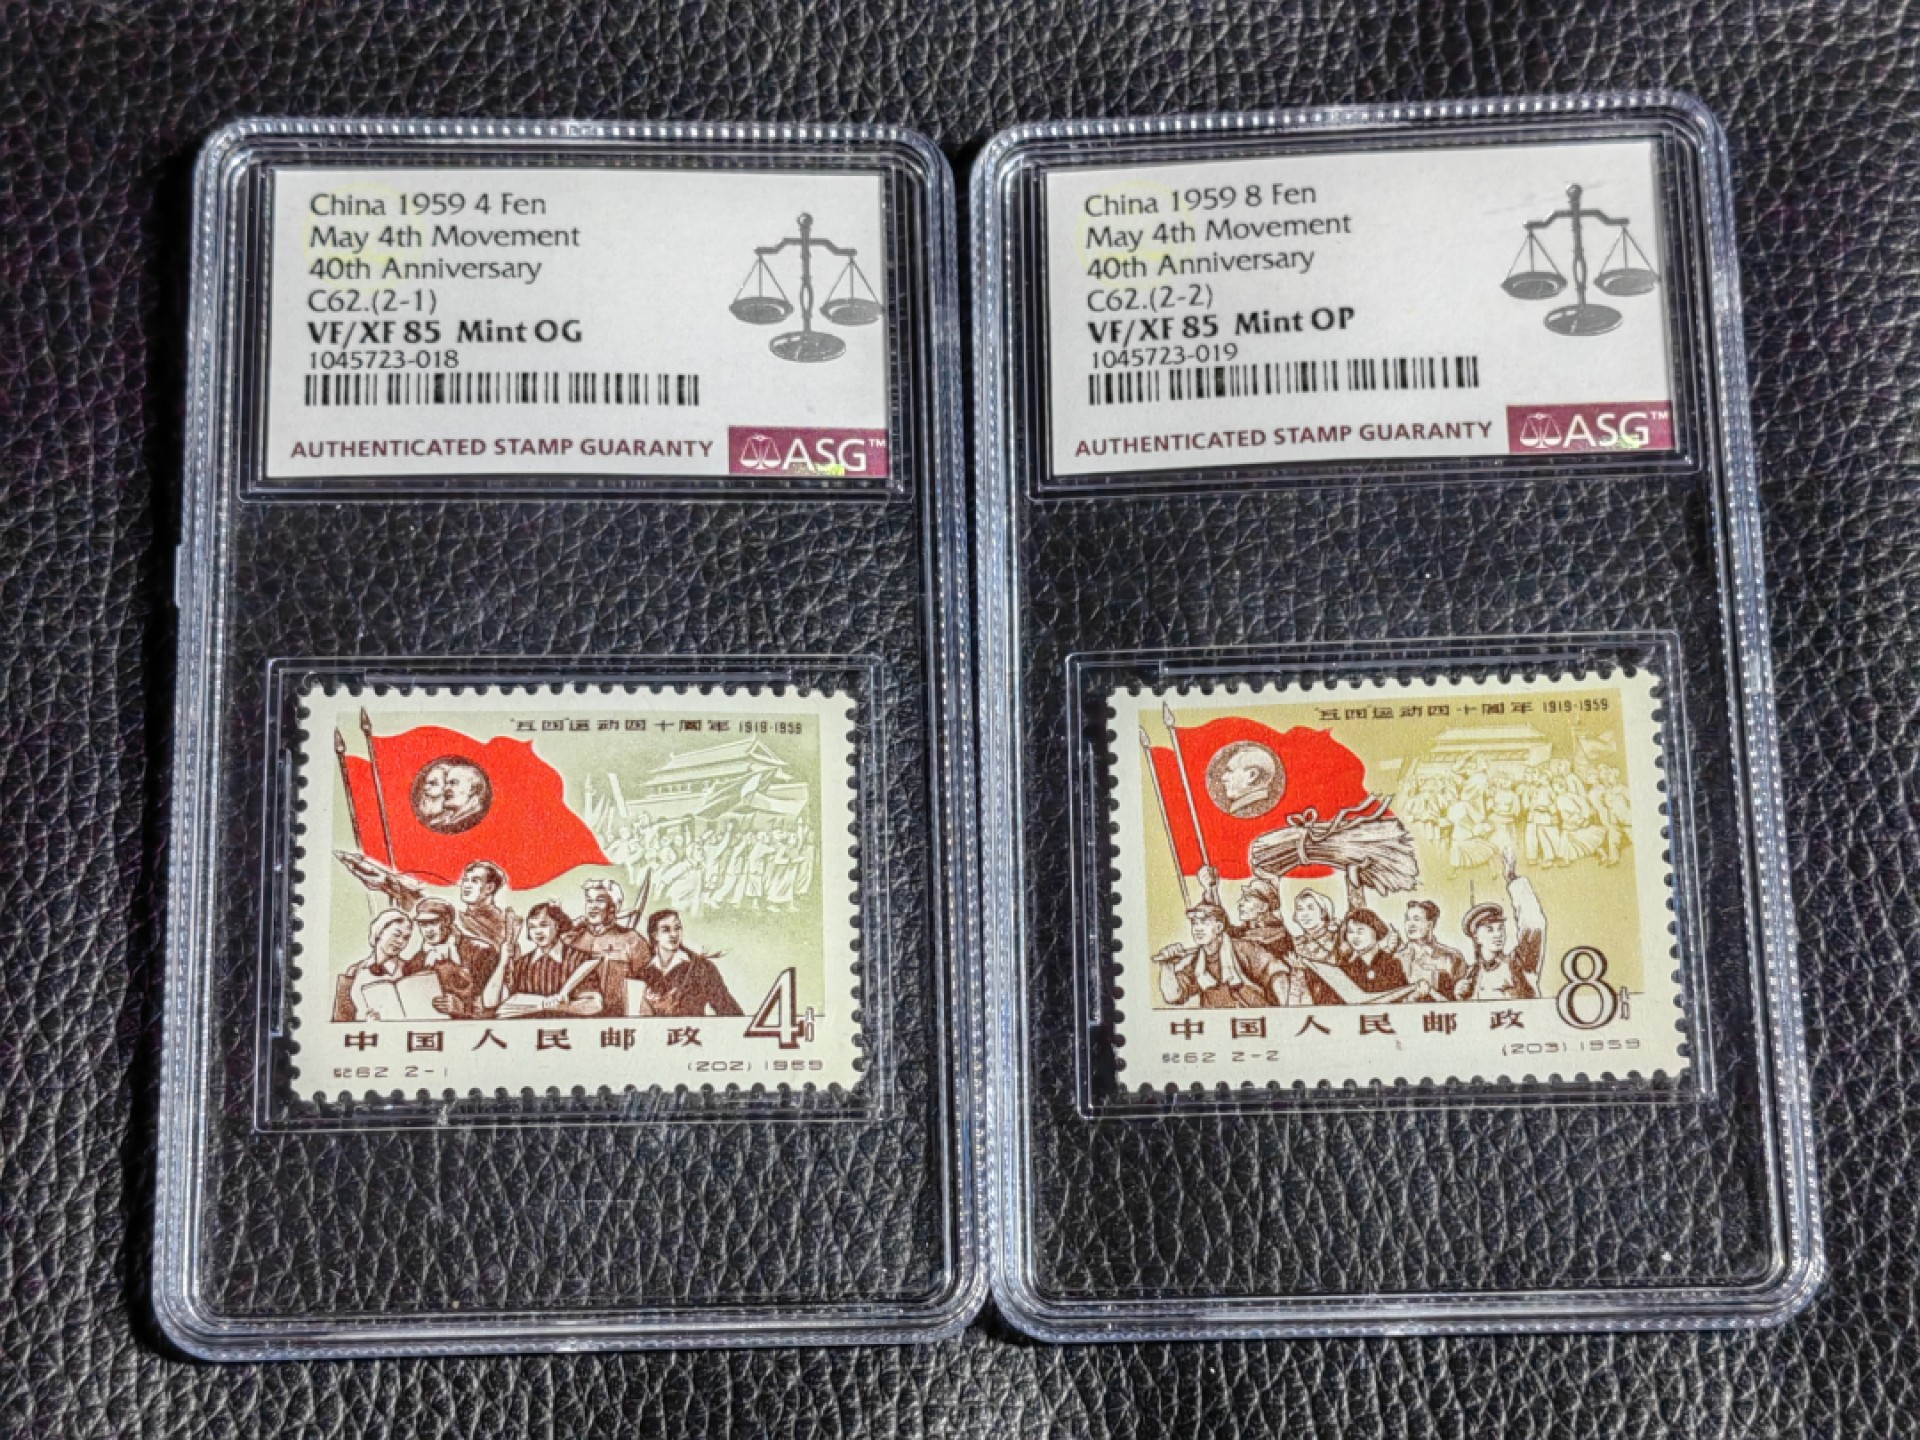 China 1959 4 Fen
May 4th Movement
40th Anniversary
C62.(2-1)
VF/XF 85 Mint OG
1045723-018
AUTHENTICATED STAMP GUARANTY
ASG™
"五四"运动四十周年 1919-1959
4分
中国人民邮政
纪62 2-1
(202) 1959
China 1959 8 Fen
May 4th Movement
40th Anniversary
C62.(2-2)
VF/XF 85 Mint OP
1045723-019
AUTHENTICATED STAMP GUARANTY
ASG™
"五四"运动四十周年 1919-1959
8分
中国人民邮政
纪62 2-2
(203) 1959